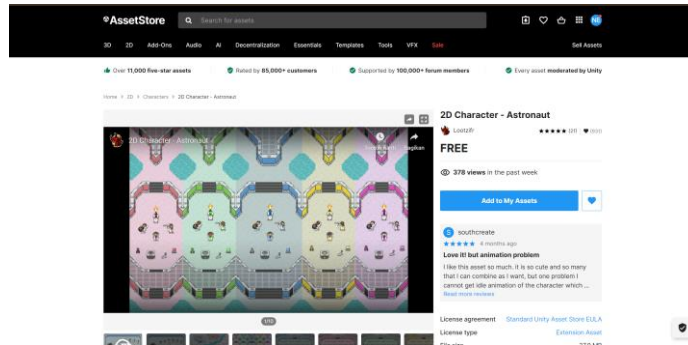 AssetStore
Search for assets
NE
3D 2D Add-Ons Audio AI Decentralization Essentials Templates Tools VFX Sale Sell Assets
Over 11,000 five-star assets
Rated by 85,000+ customers
Supported by 100,000+ forum members
Every asset moderated by Unity
Home > 2D > Characters > 2D Character - Astronaut
2D Character - Astronaut
Bagikan
1/10
2D Character - Astronaut
FREE
378 views in the past week
Add to My Assets
S southcreate
4 months ago
Love it! but animation problem
I like this asset so much. it is so cute and so many
that I can combine as I want, but one problem I
cannot get idle animation of the character which ...
Read more reviews
License agreement Standard Unity Asset Store EULA
License type Extension Asset